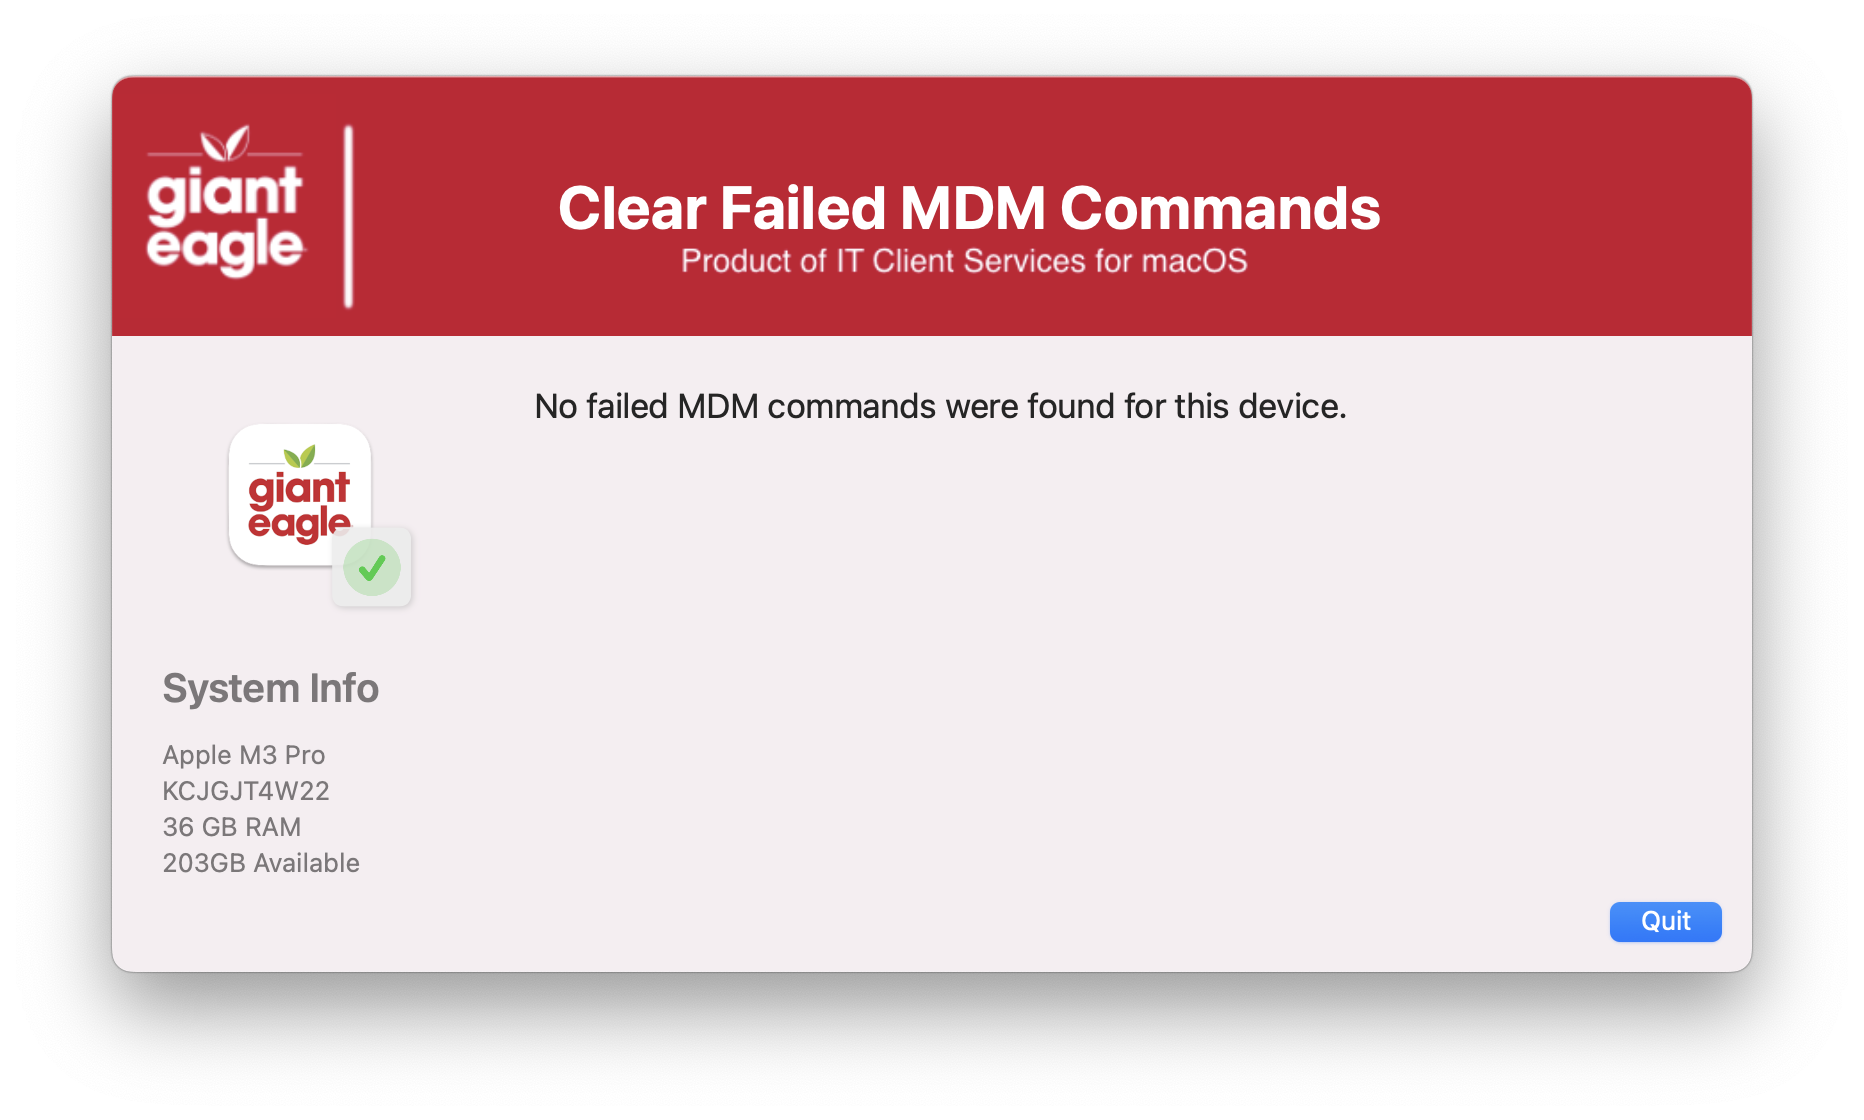 giant
eagle
Clear Failed MDM Commands
Product of IT Client Services for macOS
No failed MDM commands were found for this device.
giant
eagle
System Info
Apple M3 Pro
KCJGJT4W22
36 GB RAM
203GB Available
Quit